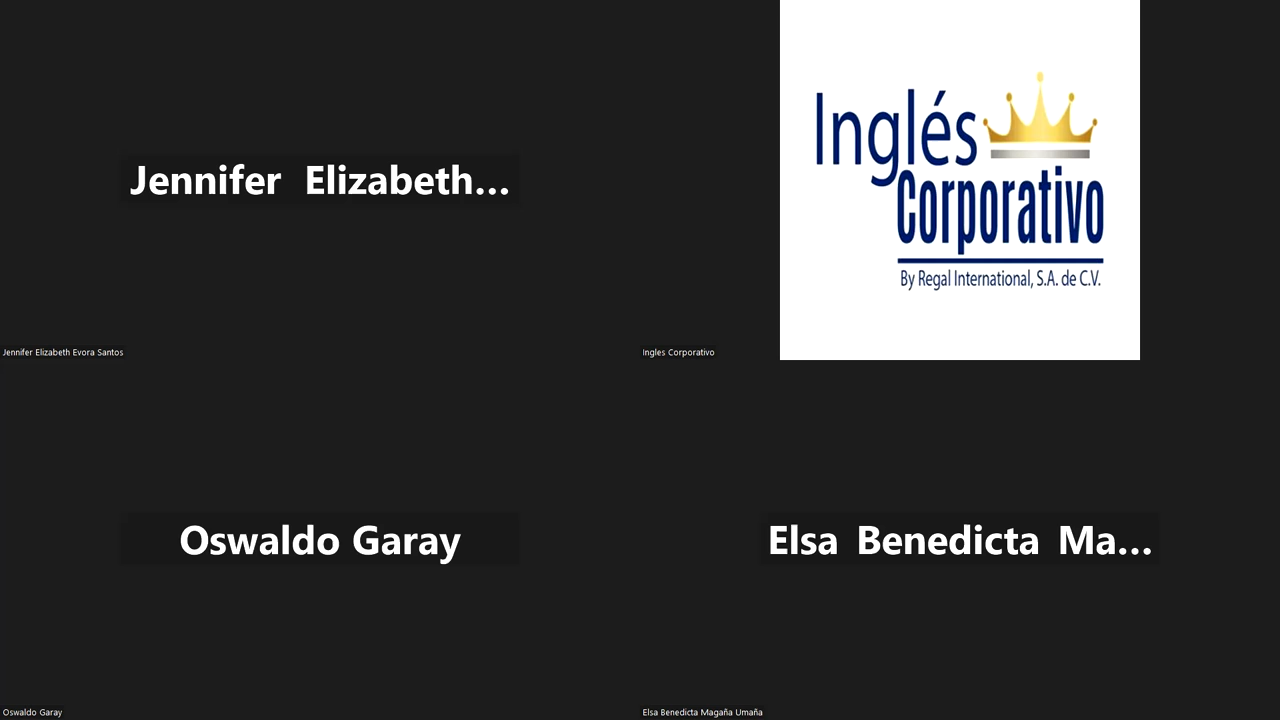 Jennifer Elizabeth...
Jennifer Elizabeth Evora Santos
Inglés
Corporativo
By Regal International, S.A. de C.V.
Ingles Corporativo
Oswaldo Garay
Oswaldo Garay
Elsa Benedicta Ma...
Elsa Benedicta Magaña Umaña